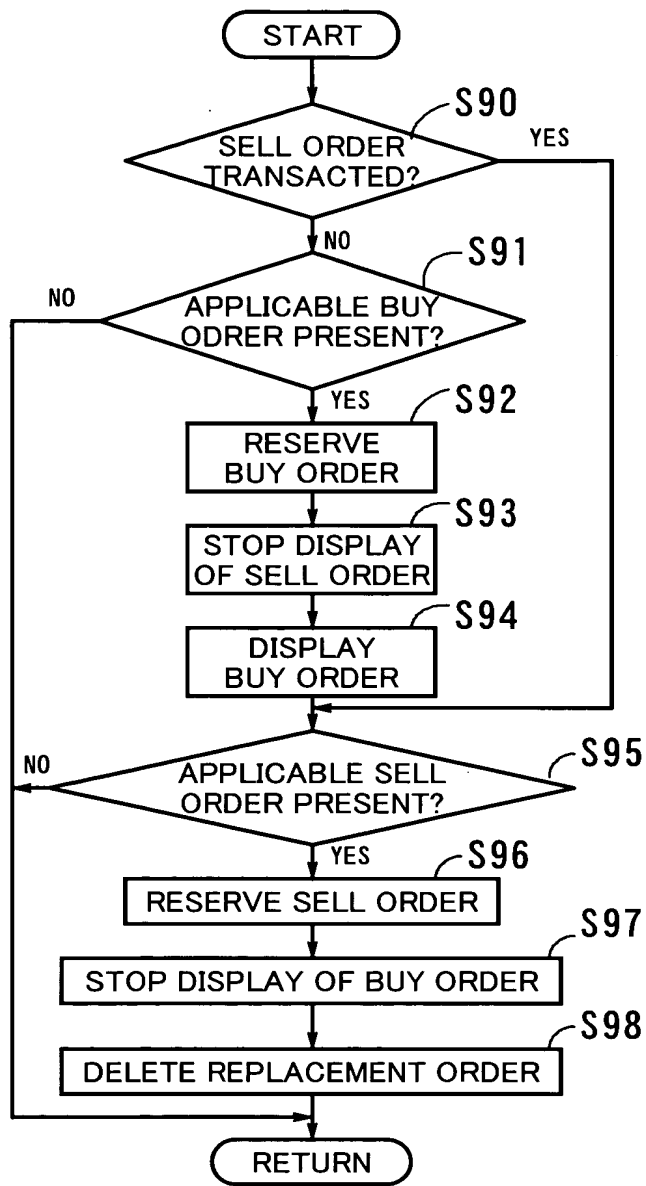 START
S90
SELL ORDER
TRANSACTED?
YES
NO
S91
NO
APPLICABLE BUY
ODRER PRESENT?
YES
S92
RESERVE
BUY ORDER
S93
STOP DISPLAY
OF SELL ORDER
S94
DISPLAY
BUY ORDER
S95
NO
APPLICABLE SELL
ORDER PRESENT?
YES
S96
RESERVE SELL ORDER
S97
STOP DISPLAY OF BUY ORDER
S98
DELETE REPLACEMENT ORDER
RETURN